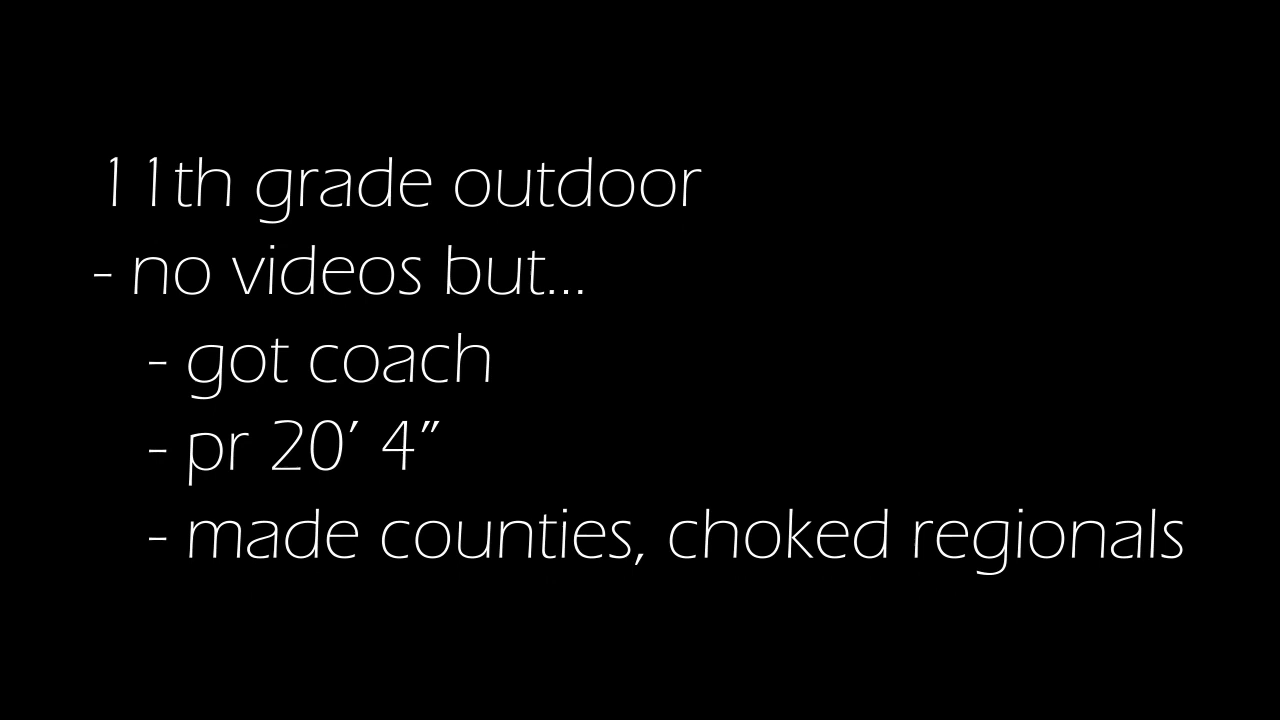 11th grade outdoor
- no videos but...
- got coach
- pr 20' 4"
- made counties, choked regionals